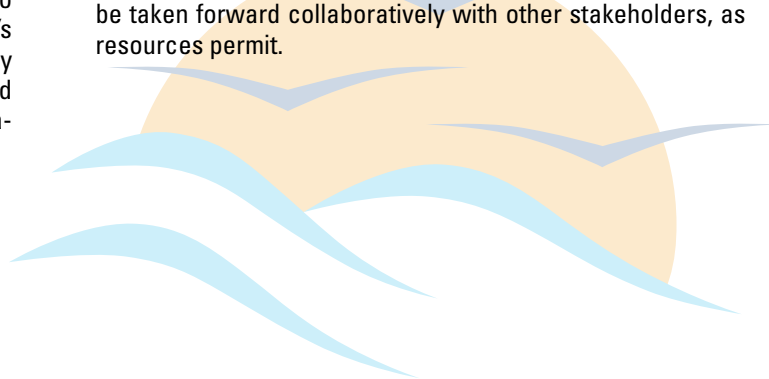 be taken forward collaboratively with other stakeholders, as
resources permit.